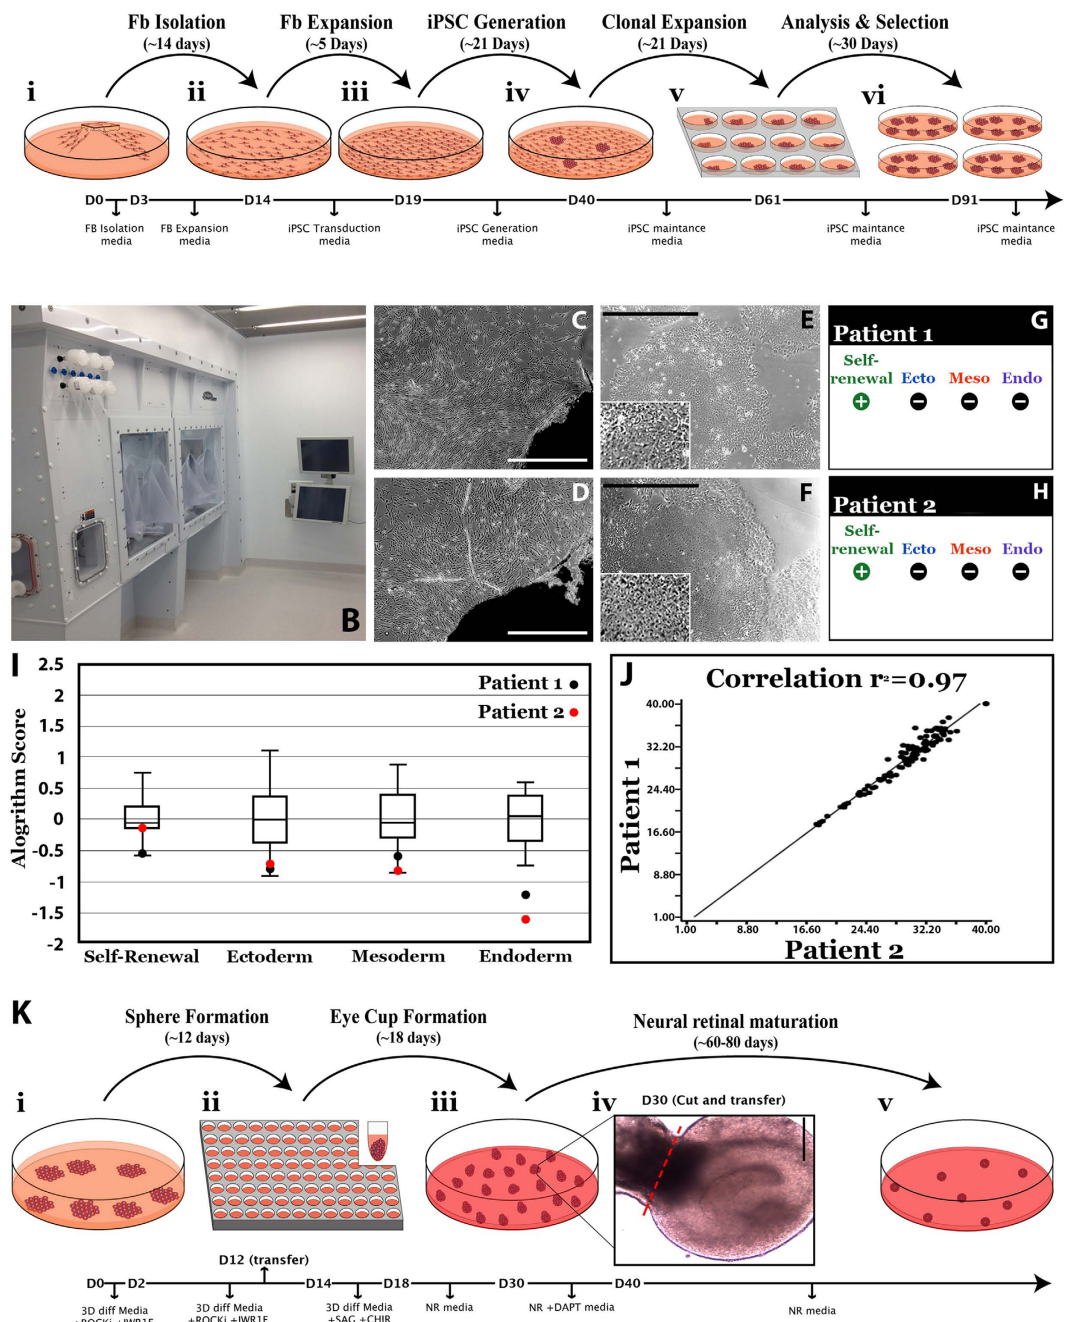 Fb Isolation
(~14 days)
Fb Expansion
(~5 Days)
iPSC Generation
(~21 Days)
Clonal Expansion
(~21 Days)
Analysis & Selection
(~30 Days)
i
ii
iii
iv
v
vi
D0 D3 D14 D19 D40 D61 D91
FB Isolation
media
FB Expansion
media
iPSC Transduction
media
iPSC Generation
media
iPSC maintance
media
iPSC maintance
media
iPSC maintance
media
B
C
D
E
F
G
Patient 1
Self-
renewal Ecto Meso Endo
+ − − −
H
Patient 2
Self-
renewal Ecto Meso Endo
+ − − −
I
Alogrithm Score
2.5
2
1.5
1
0.5
0
-0.5
-1
-1.5
-2
Patient 1
Patient 2
Self-Renewal Ectoderm Mesoderm Endoderm
J
Correlation r²=0.97
Patient 1
40.00
32.20
24.40
16.60
8.80
1.00
1.00 8.80 16.60 24.40 32.20 40.00
Patient 2
K
Sphere Formation
(~12 days)
Eye Cup Formation
(~18 days)
Neural retinal maturation
(~60-80 days)
i
ii
iii
iv
D30 (Cut and transfer)
v
D12 (transfer)
D0 D2 D14 D18 D30 D40
3D diff Media
+ROCKi +IWR1E
3D diff Media
+ROCKi +IWR1E
3D diff Media
+SAG +CHIR
NR media
NR +DAPT media
NR media